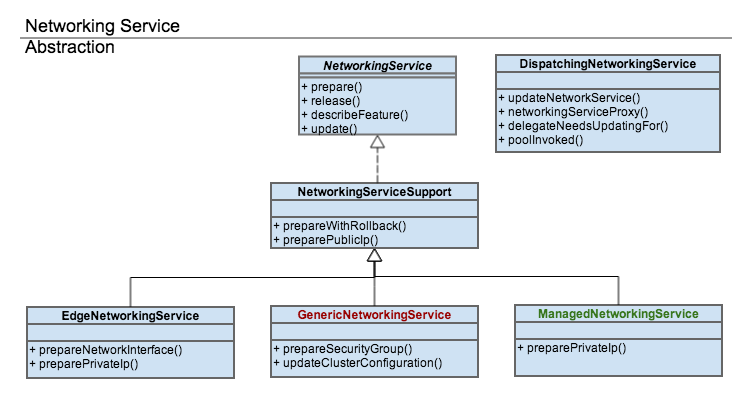 Networking Service
Abstraction
NetworkingService
+ prepare()
+ release()
+ describeFeature()
+ update()
DispatchingNetworkingService
+ updateNetworkService()
+ networkingServiceProxy()
+ delegateNeedsUpdatingFor()
+ poolInvoked()
NetworkingServiceSupport
+ prepareWithRollback()
+ preparePublicIp()
EdgeNetworkingService
+ prepareNetworkInterface()
+ preparePrivateIp()
GenericNetworkingService
+ prepareSecurityGroup()
+ updateClusterConfiguration()
ManagedNetworkingService
+ preparePrivateIp()